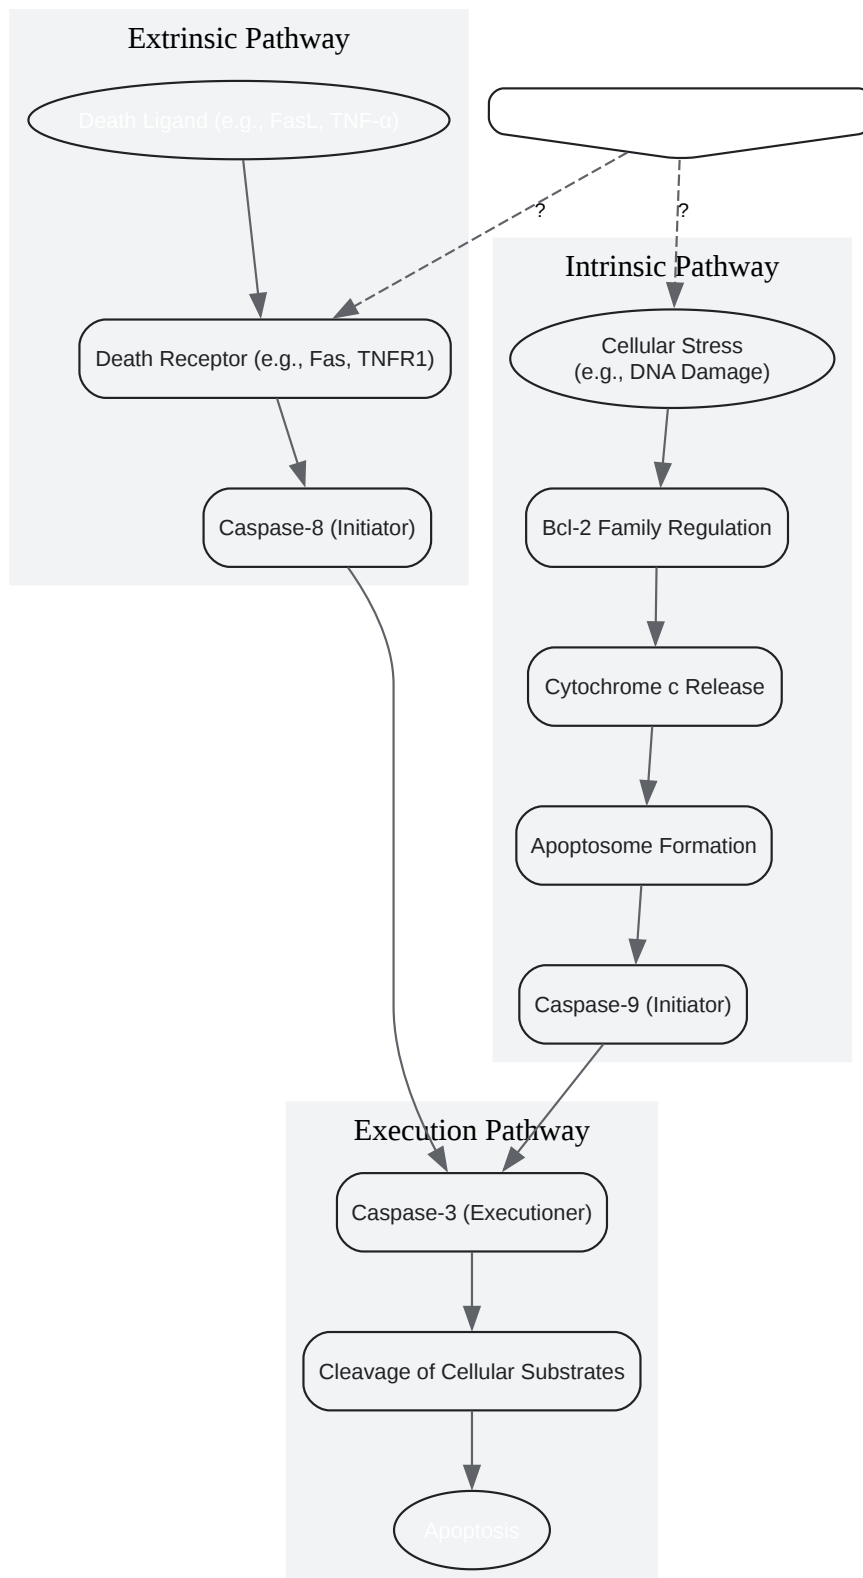 Extrinsic Pathway
Death Ligand (e.g., FasL, TNF-α)
?
?
Intrinsic Pathway
Death Receptor (e.g., Fas, TNFR1)
Cellular Stress
(e.g., DNA Damage)
Caspase-8 (Initiator)
Bcl-2 Family Regulation
Cytochrome c Release
Apoptosome Formation
Caspase-9 (Initiator)
Execution Pathway
Caspase-3 (Executioner)
Cleavage of Cellular Substrates
Apoptosis